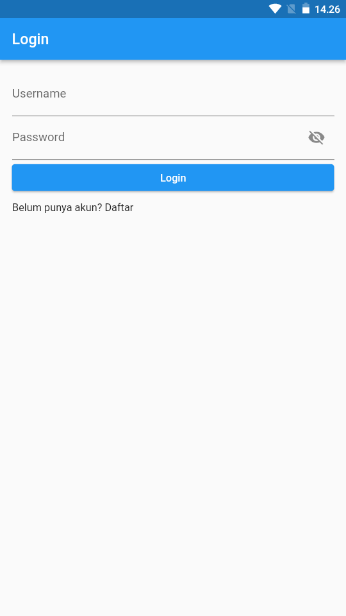 14.26
Login
Username
Password
Login
Belum punya akun? Daftar